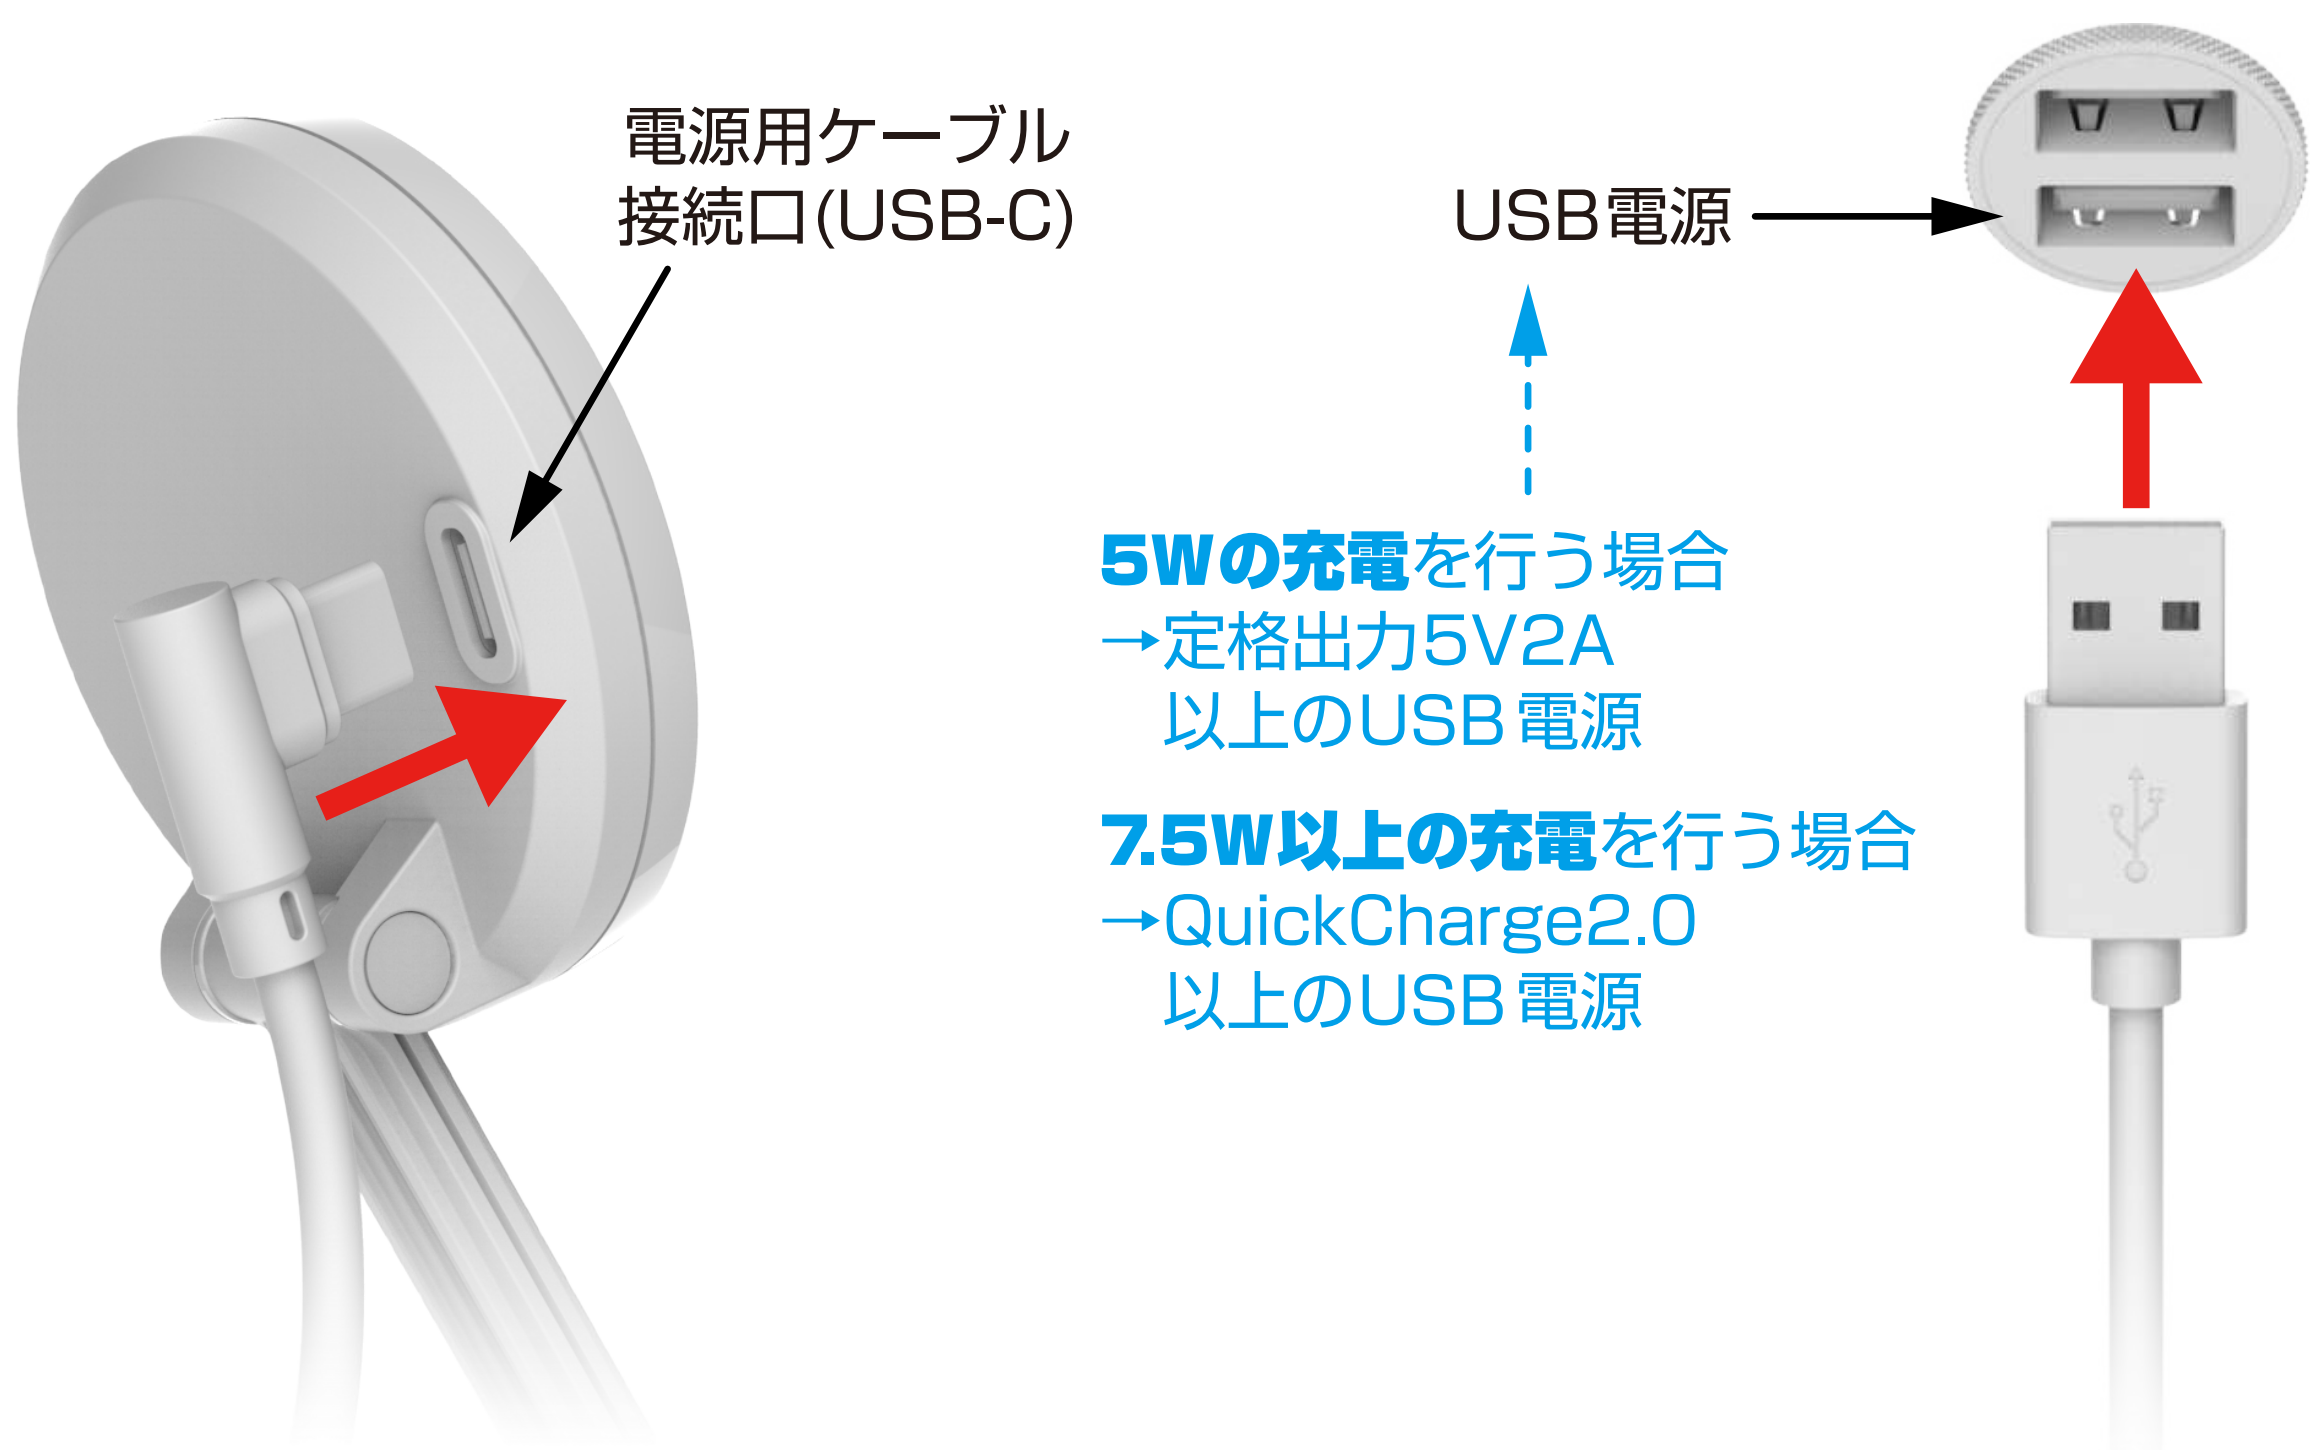 電源用ケーブル
接続口(USB-C)
USB電源
5Wの充電を行う場合
→定格出力5V2A
以上のUSB電源
7.5W以上の充電を行う場合
→QuickCharge2.0
以上のUSB電源